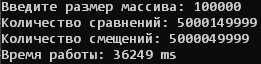 Введите размер массива: 100000
Количество сравнений: 5000149999
Количество смещений: 5000049999
Время работы: 36249 ms